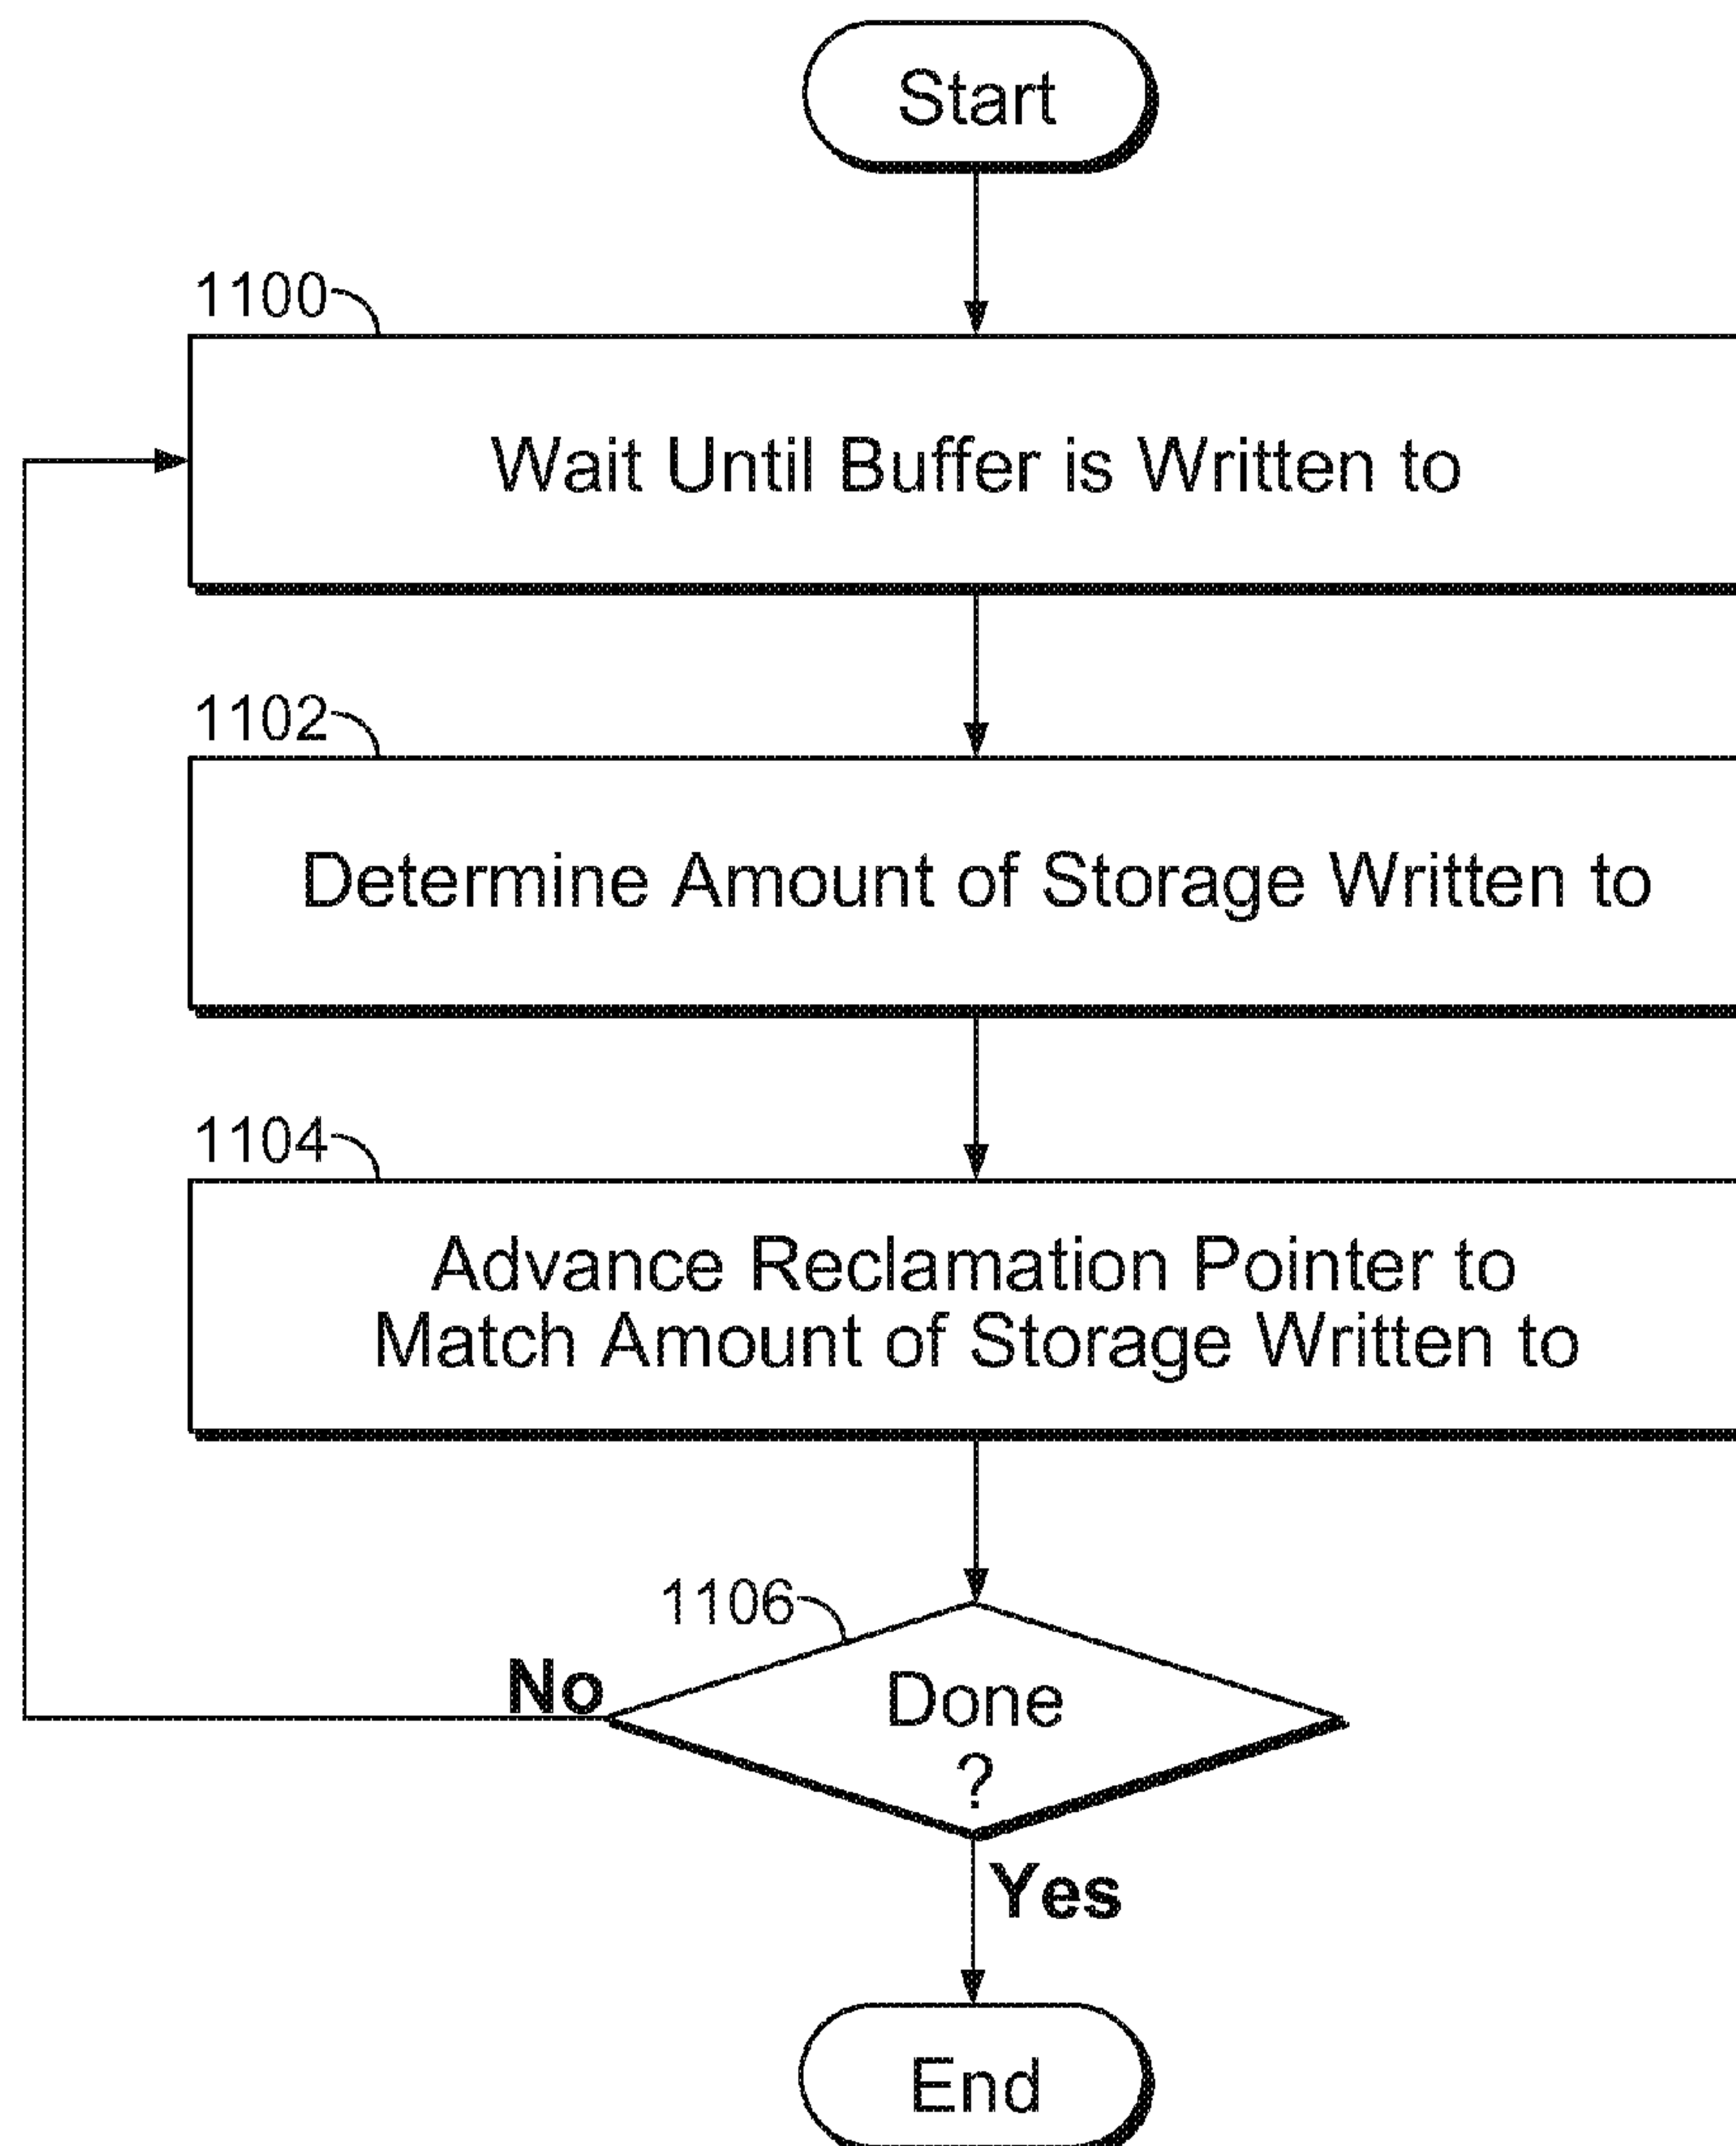 Start
1100
Wait Until Buffer is Written to
1102
Determine Amount of Storage Written to
1104
Advance Reclamation Pointer to
Match Amount of Storage Written to
1106
No
Done
?
Yes
End